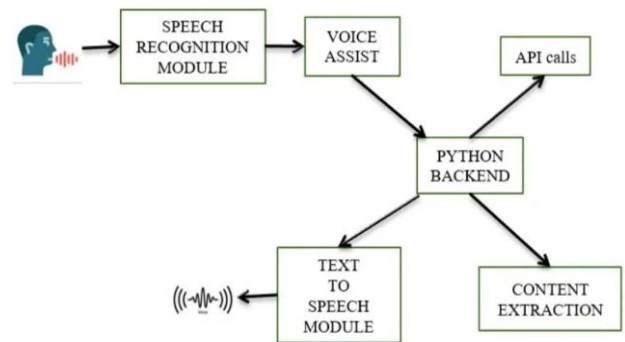 SPEECH
RECOGNITION
MODULE
VOICE
ASSIST
API calls
PYTHON
BACKEND
TEXT
TO
SPEECH
MODULE
CONTENT
EXTRACTION